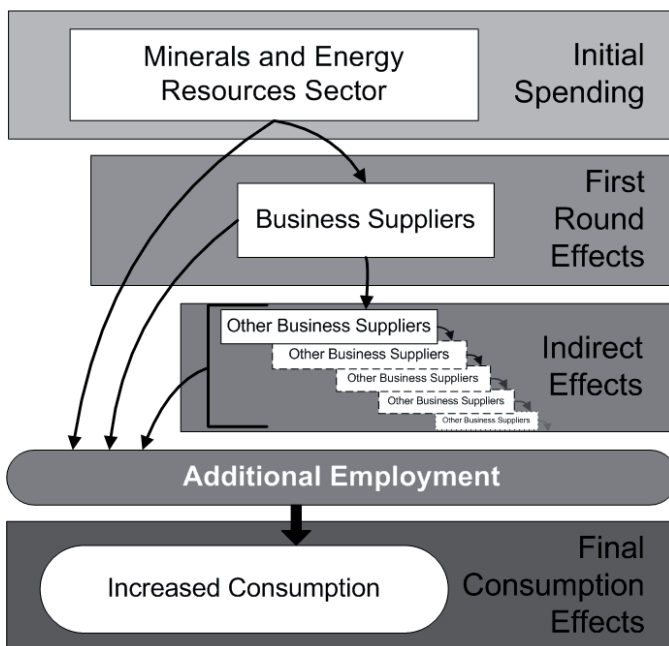 Minerals and Energy
Resources Sector
Initial
Spending
Business Suppliers
First
Round
Effects
Other Business Suppliers
Other Business Suppliers
Other Business Suppliers
Other Business Suppliers
Other Business Suppliers
Indirect
Effects
Additional Employment
Increased Consumption
Final
Consumption
Effects